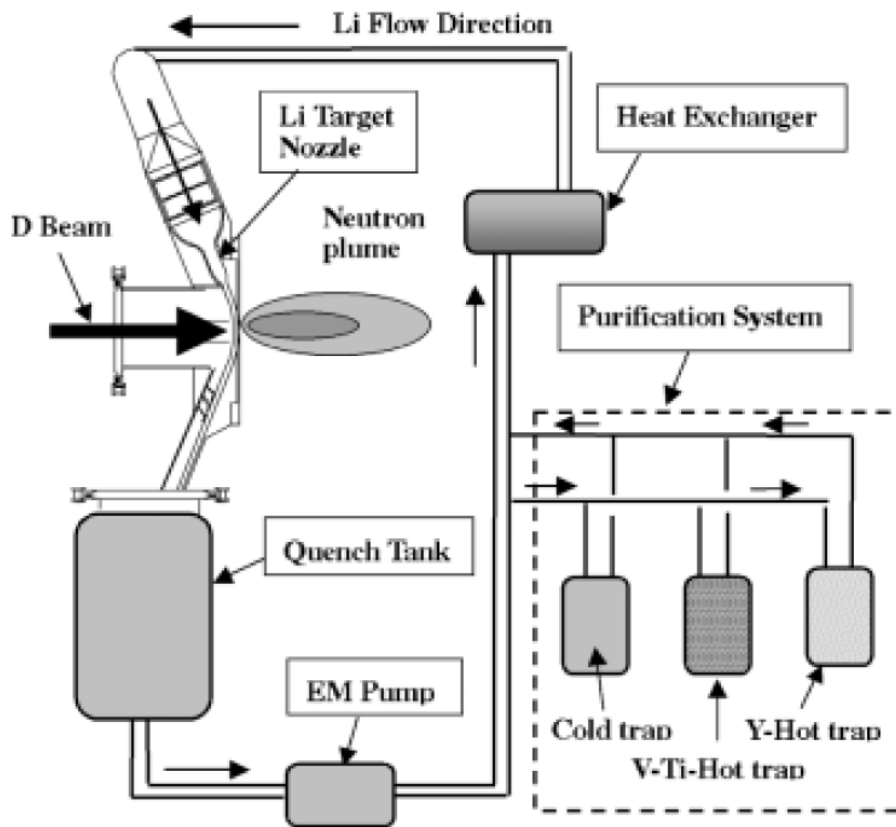 Li Flow Direction
Li Target
Nozzle
Heat Exchanger
D Beam
Neutron
plume
Purification System
Quench Tank
EM Pump
Cold trap
Y-Hot trap
V-Ti-Hot trap